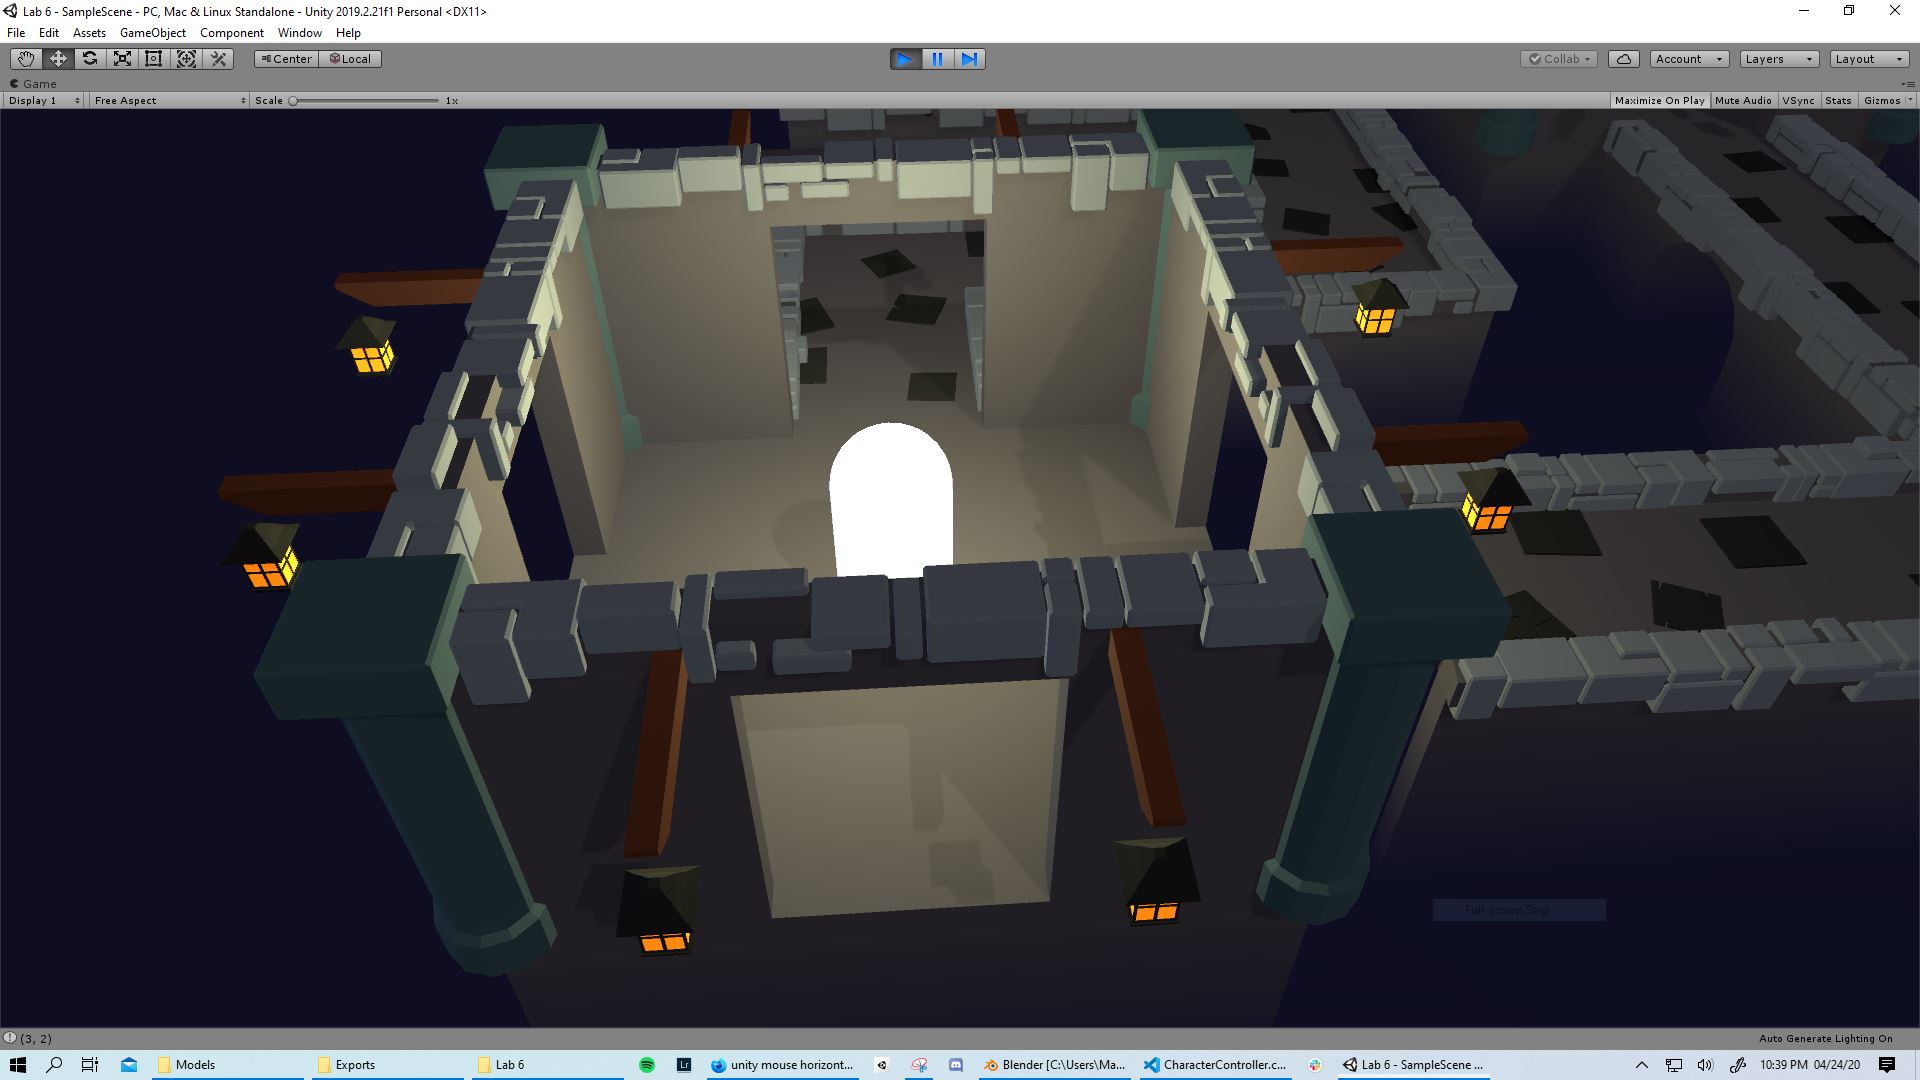 Lab 6 - SampleScene - PC, Mac & Linux Standalone - Unity 2019.2.21f1 Personal <DX11>
File Edit Assets GameObject Component Window Help
Center Local Collab Account Layers Layout
Game
Display 1 Free Aspect Scale 1x Maximize On Play Mute Audio VSync Stats Gizmos
Full-screen Snip
(3, 2) Auto Generate Lighting On
Models Exports Lab 6 Lr unity mouse horizont... Blender [C:\Users\Ma... CharacterController.c... Lab 6 - SampleScene ... 10:39 PM 04/24/20